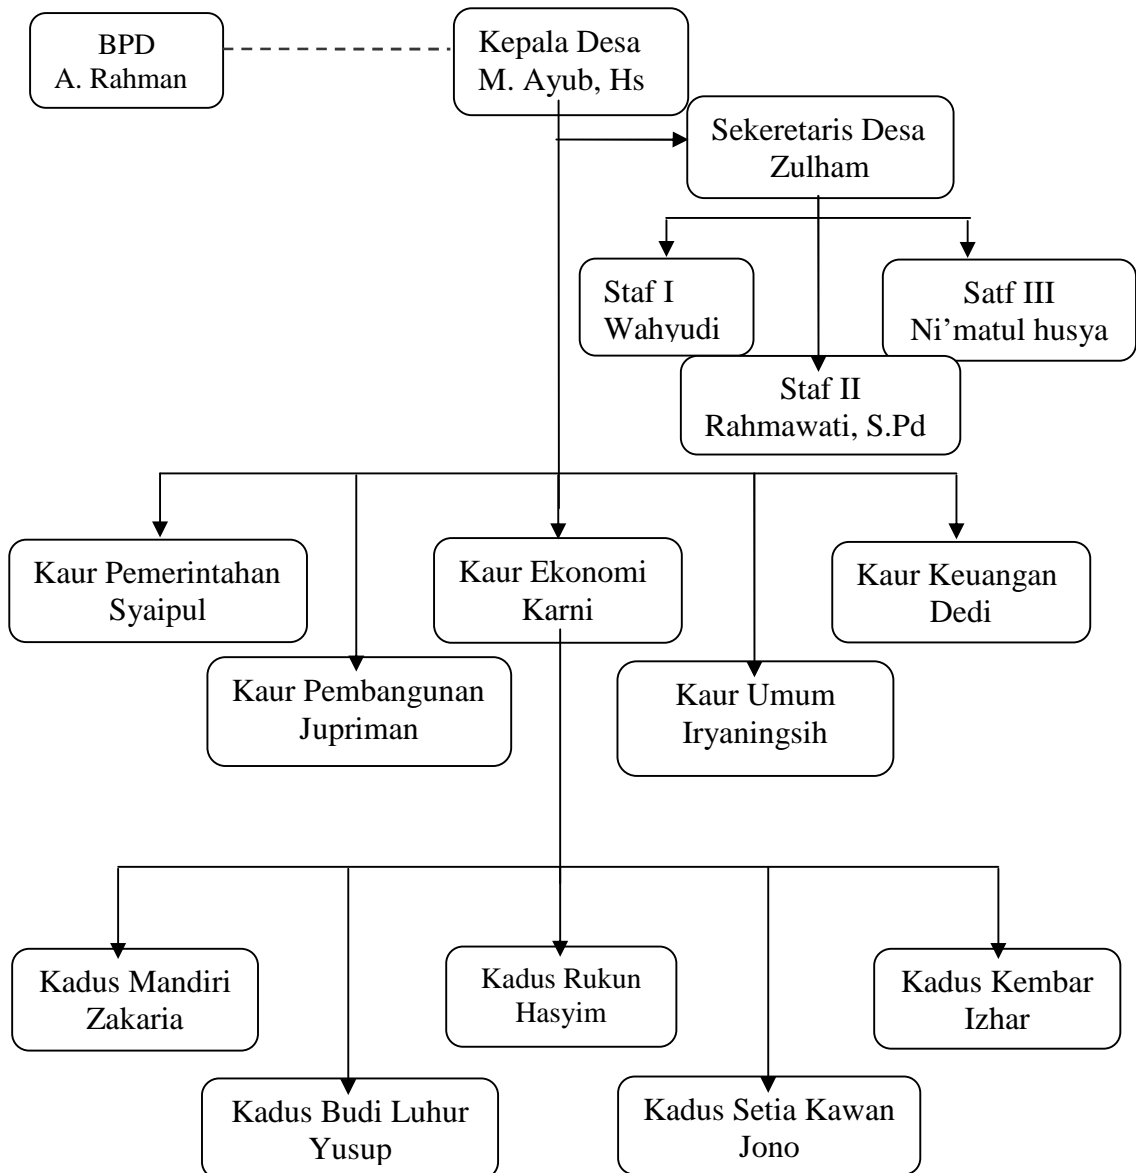 BPD
A. Rahman
Kepala Desa
M. Ayub, Hs
Sekeretaris Desa
Zulham
Staf I
Wahyudi
Satf III
Ni’matul husya
Staf II
Rahmawati, S.Pd
Kaur Pemerintahan
Syaipul
Kaur Ekonomi
Karni
Kaur Keuangan
Dedi
Kaur Pembangunan
Jupriman
Kaur Umum
Iryaningsih
Kadus Mandiri
Zakaria
Kadus Rukun
Hasyim
Kadus Kembar
Izhar
Kadus Budi Luhur
Yusup
Kadus Setia Kawan
Jono